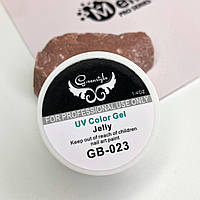 PRO SERIES
Greenstyle
1/4OZ
FOR PROFESSIONAL USE ONLY
UV Color Gel
Jelly
Keep out of reach of children
nail art paint
GB-023